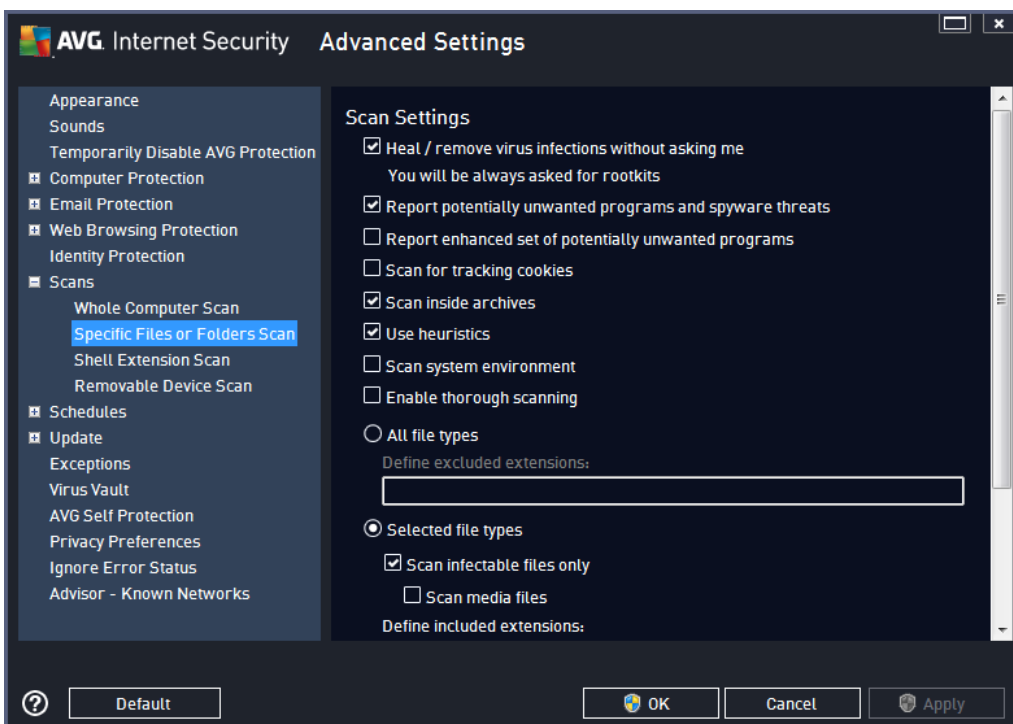 AVG. Internet Security Advanced Settings
Appearance
Sounds
Temporarily Disable AVG Protection
Computer Protection
Email Protection
Web Browsing Protection
Identity Protection
Scans
Whole Computer Scan
Specific Files or Folders Scan
Shell Extension Scan
Removable Device Scan
Schedules
Update
Exceptions
Virus Vault
AVG Self Protection
Privacy Preferences
Ignore Error Status
Advisor - Known Networks
Scan Settings
Heal / remove virus infections without asking me
You will be always asked for rootkits
Report potentially unwanted programs and spyware threats
Report enhanced set of potentially unwanted programs
Scan for tracking cookies
Scan inside archives
Use heuristics
Scan system environment
Enable thorough scanning
All file types
Define excluded extensions:
Selected file types
Scan infectable files only
Scan media files
Define included extensions:
? Default OK Cancel Apply